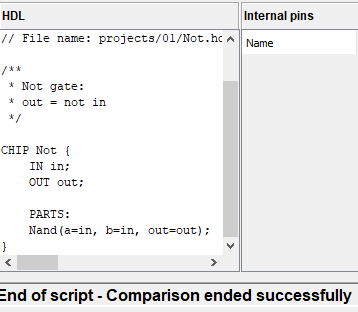 HDL
Internal pins
// File name: projects/01/Not.hd
Name
/**
* Not gate:
* out = not in
*/
CHIP Not {
IN in;
OUT out;
PARTS:
Nand(a=in, b=in, out=out);
}
End of script - Comparison ended successfully